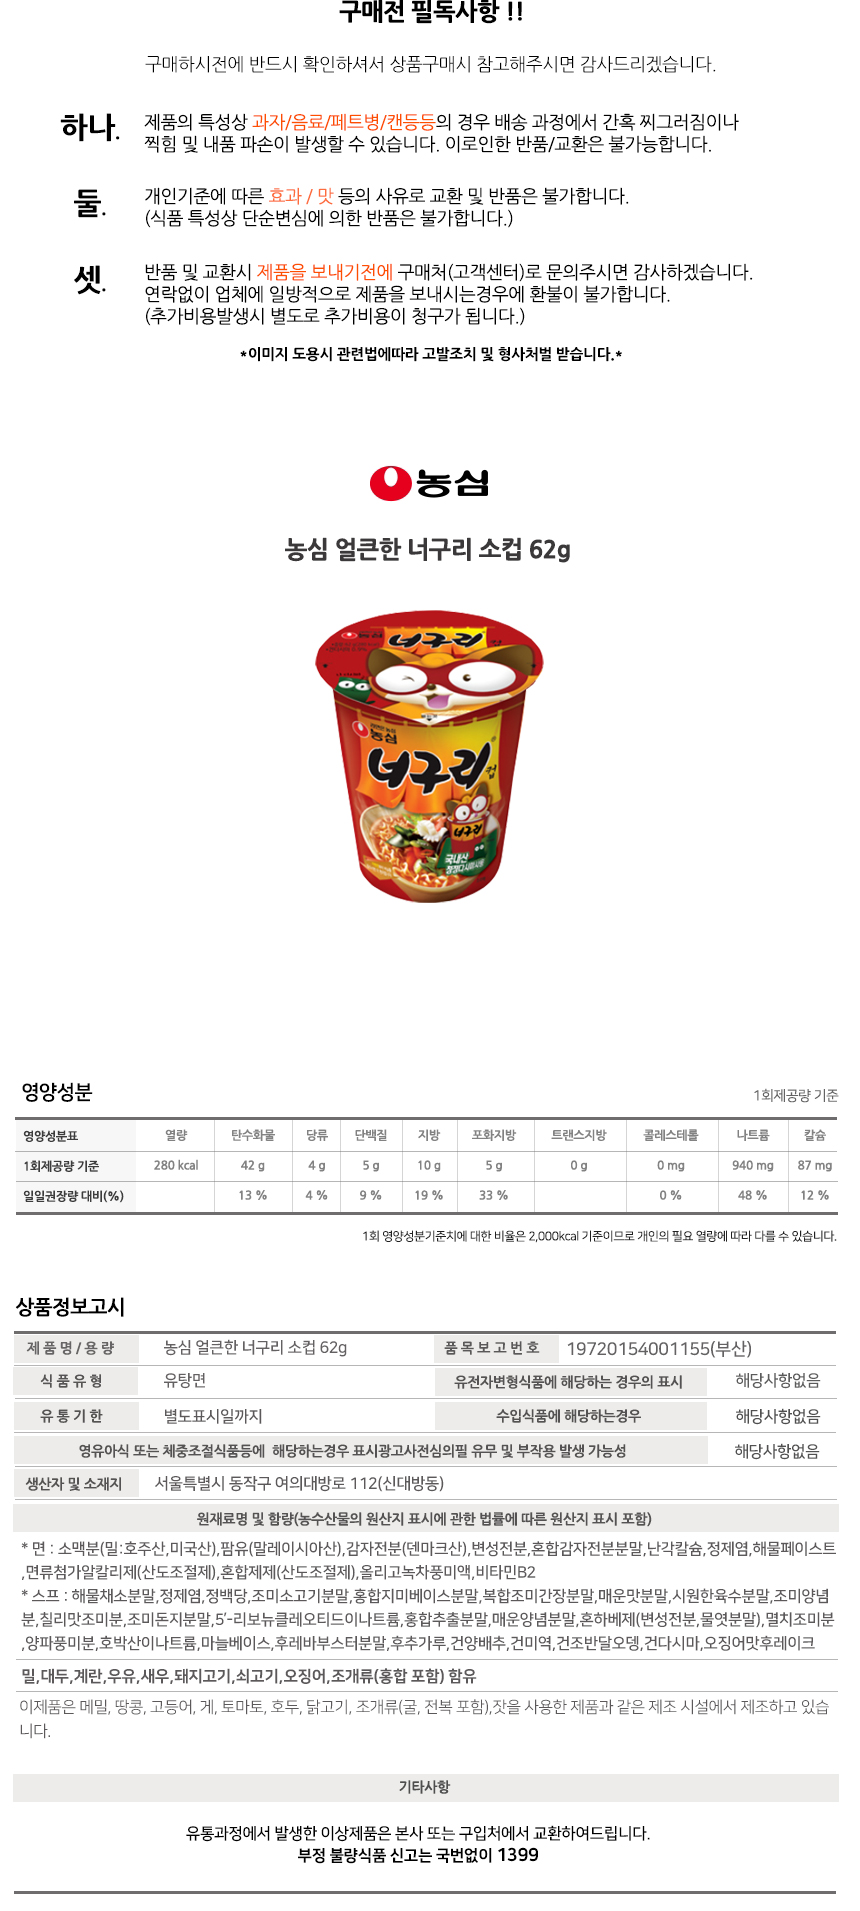 구매전 필독사항 !!
구매하시전에 반드시 확인하셔서 상품구매시 참고해주시면 감사드리겠습니다.
하나. 제품의 특성상 과자/음료/페트병/캔등등의 경우 배송 과정에서 간혹 찌그러짐이나
찍힘 및 내품 파손이 발생할 수 있습니다. 이로인한 반품/교환은 불가능합니다.
둘. 개인기준에 따른 효과 / 맛 등의 사유로 교환 및 반품은 불가합니다.
(식품 특성상 단순변심에 의한 반품은 불가합니다.)
셋. 반품 및 교환시 제품을 보내기전에 구매처(고객센터)로 문의주시면 감사하겠습니다.
연락없이 업체에 일방적으로 제품을 보내시는경우에 환불이 불가합니다.
(추가비용발생시 별도로 추가비용이 청구가 됩니다.)
*이미지 도용시 관련법에따라 고발조치 및 형사처벌 받습니다.*
농심
농심 얼큰한 너구리 소컵 62g
농심
너구리
농심
너구리 컵
너구리
국내산
영양성분 1회제공량 기준
영양성분표 열량 탄수화물 당류 단백질 지방 포화지방 트랜스지방 콜레스테롤 나트륨 칼슘
1회제공량 기준 280 kcal 42 g 4 g 5 g 10 g 5 g 0 g 0 mg 940 mg 87 mg
일일권장량 대비(%) 13 % 4 % 9 % 19 % 33 % 0 % 48 % 12 %
1회 영양성분기준치에 대한 비율은 2,000kcal 기준이므로 개인의 필요 열량에 따라 다를 수 있습니다.
상품정보고시
제 품 명 / 용 량 농심 얼큰한 너구리 소컵 62g 품 목 보 고 번 호 19720154001155(부산)
식 품 유 형 유탕면 유전자변형식품에 해당하는 경우의 표시 해당사항없음
유 통 기 한 별도표시일까지 수입식품에 해당하는경우 해당사항없음
영유아식 또는 체중조절식품등에 해당하는경우 표시광고사전심의필 유무 및 부작용 발생 가능성 해당사항없음
생산자 및 소재지 서울특별시 동작구 여의대방로 112(신대방동)
원재료명 및 함량(농수산물의 원산지 표시에 관한 법률에 따른 원산지 표시 포함)
* 면 : 소맥분(밀:호주산,미국산),팜유(말레이시아산),감자전분(덴마크산),변성전분,혼합감자전분분말,난각칼슘,정제염,해물페이스트
,면류첨가알칼리제(산도조절제),혼합제제(산도조절제),올리고녹차풍미액,비타민B2
* 스프 : 해물채소분말,정제염,정백당,조미소고기분말,홍합지미베이스분말,복합조미간장분말,매운맛분말,시원한육수분말,조미양념
분,칠리맛조미분,조미돈지분말,5'-리보뉴클레오티드이나트륨,홍합추출분말,매운양념분말,혼하베제(변성전분,물엿분말),멸치조미분
,양파풍미분,호박산이나트륨,마늘베이스,후레바부스터분말,후추가루,건양배추,건미역,건조반달오뎅,건다시마,오징어맛후레이크
밀,대두,계란,우유,새우,돼지고기,쇠고기,오징어,조개류(홍합 포함) 함유
이제품은 메밀, 땅콩, 고등어, 게, 토마토, 호두, 닭고기, 조개류(굴, 전복 포함),잣을 사용한 제품과 같은 제조 시설에서 제조하고 있습
니다.
기타사항
유통과정에서 발생한 이상제품은 본사 또는 구입처에서 교환하여드립니다.
부정 불량식품 신고는 국번없이 1399